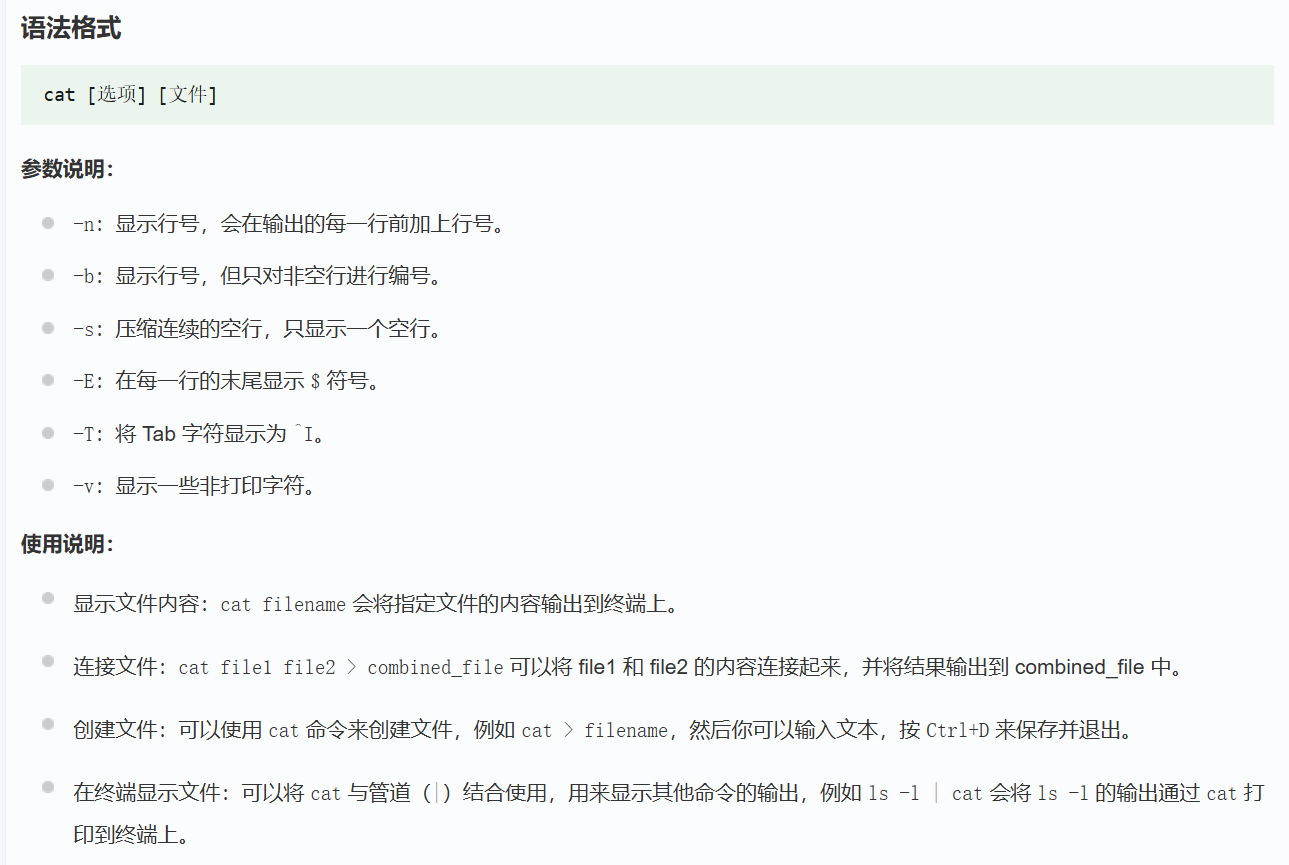 语法格式
cat [选项] [文件]
参数说明：
-n：显示行号，会在输出的每一行前加上行号。
-b：显示行号，但只对非空行进行编号。
-s：压缩连续的空行，只显示一个空行。
-E：在每一行的末尾显示 $ 符号。
-T：将 Tab 字符显示为 ^I。
-v：显示一些非打印字符。
使用说明：
显示文件内容：cat filename 会将指定文件的内容输出到终端上。
连接文件：cat file1 file2 > combined_file 可以将 file1 和 file2 的内容连接起来，并将结果输出到 combined_file 中。
创建文件：可以使用 cat 命令来创建文件，例如 cat > filename，然后你可以输入文本，按 Ctrl+D 来保存并退出。
在终端显示文件：可以将 cat 与管道（|）结合使用，用来显示其他命令的输出，例如 ls -l | cat 会将 ls -l 的输出通过 cat 打
印到终端上。